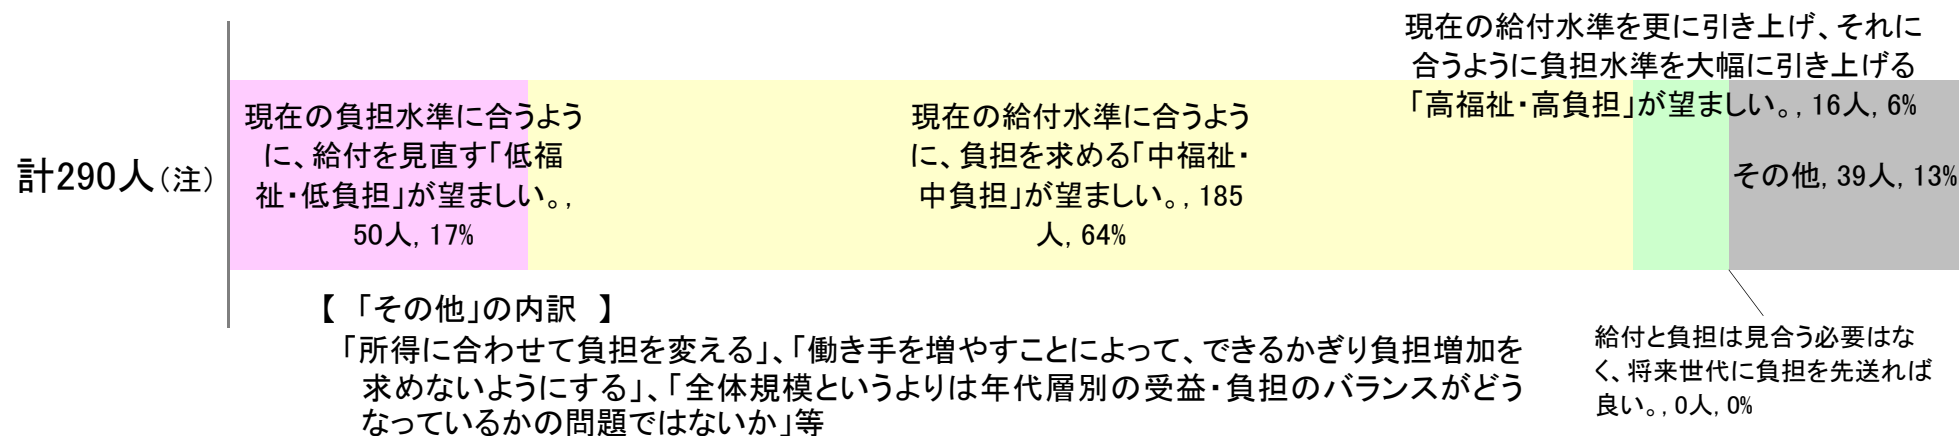 現在の給付水準を更に引き上げ、それに
合うように負担水準を大幅に引き上げる
「高福祉・高負担」が望ましい。, 16人, 6%
計290人（注）
現在の負担水準に合うよう
に、給付を見直す「低福
祉・低負担」が望ましい。,
50人, 17%
現在の給付水準に合うよう
に、負担を求める「中福祉・
中負担」が望ましい。, 185
人, 64%
その他, 39人, 13%
【 「その他」の内訳 】
「所得に合わせて負担を変える」、「働き手を増やすことによって、できるかぎり負担増加を
求めないようにする」、「全体規模というよりは年代層別の受益・負担のバランスがどう
なっているかの問題ではないか」等
給付と負担は見合う必要はな
く、将来世代に負担を先送れば
良い。, 0人, 0%